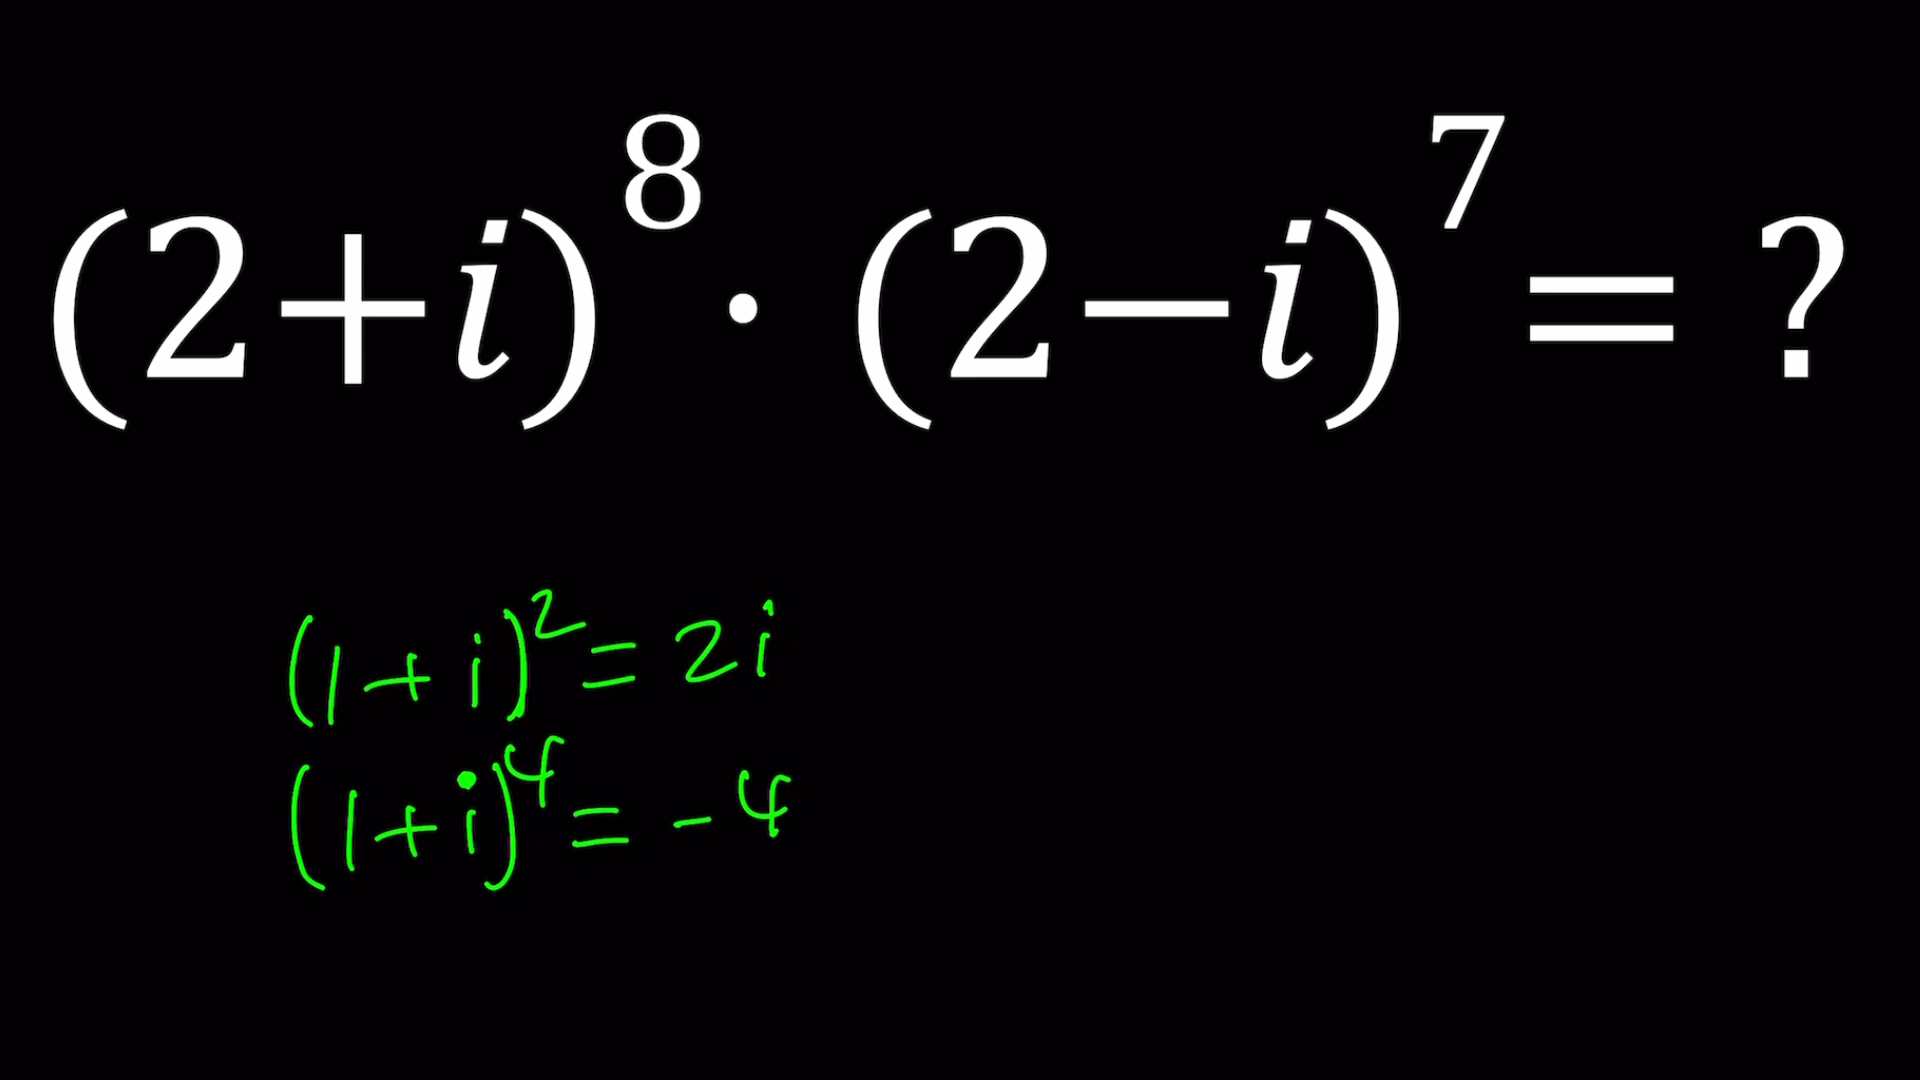 (2+i)⁸ · (2−i)⁷ = ?
(1+i)² = 2i
(1+i)⁴ = -4